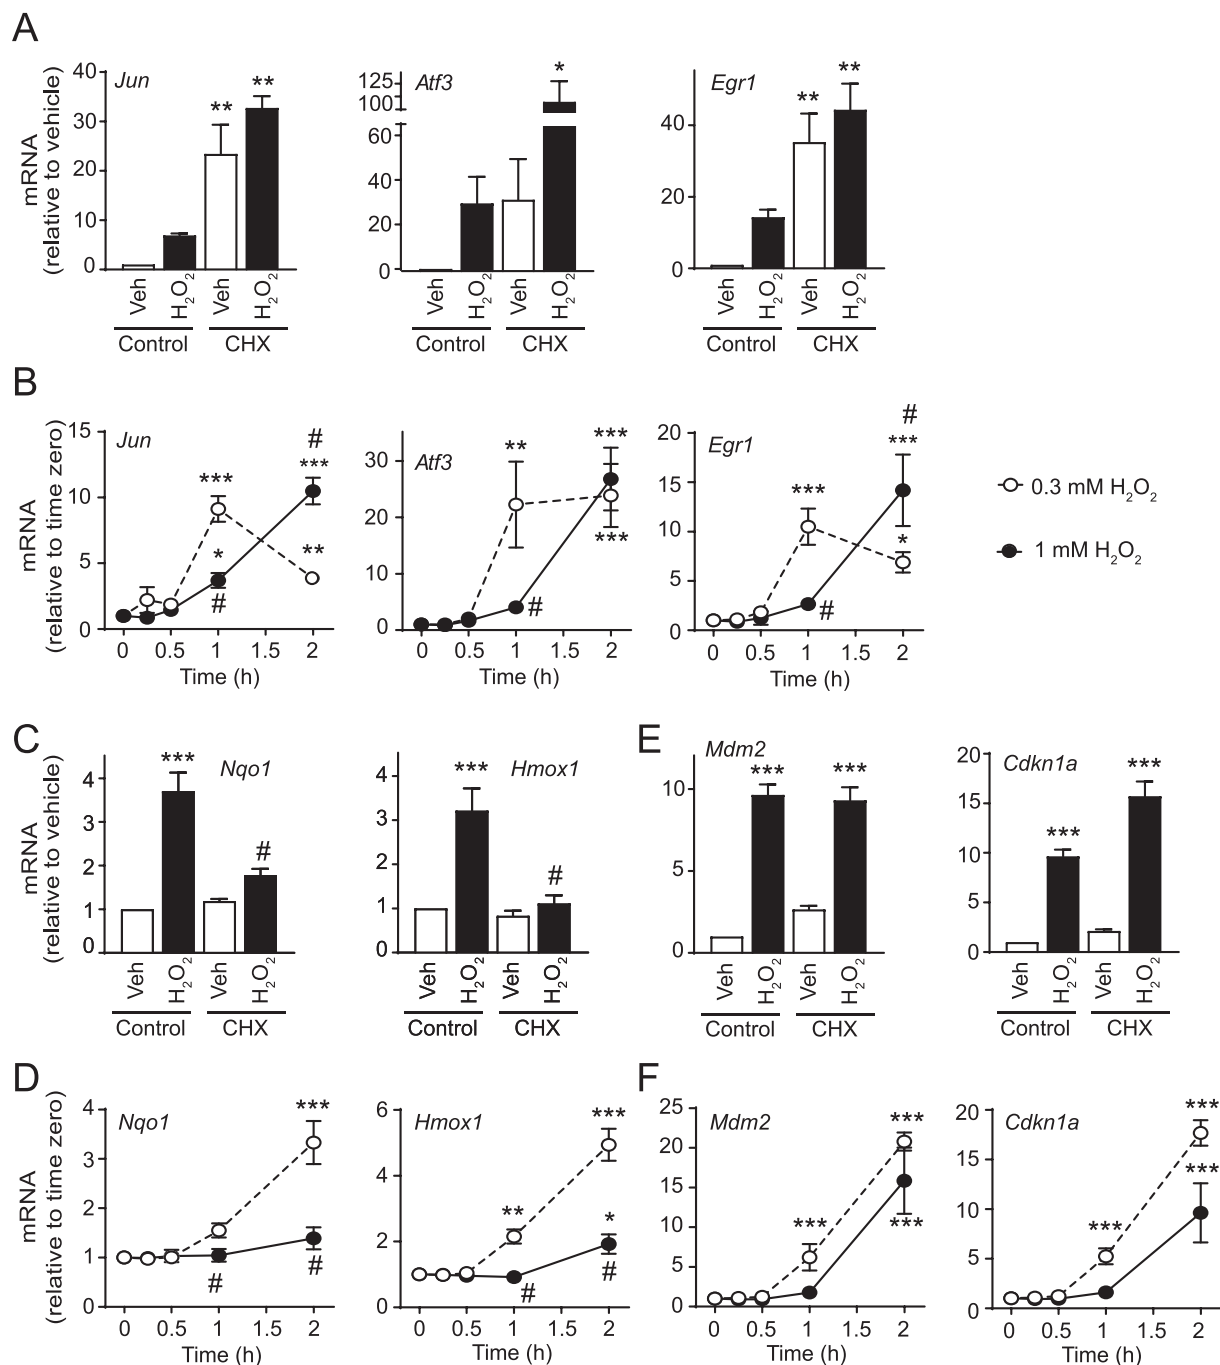 A
mRNA
(relative to vehicle)
Jun
40
30
20
10
0
**
**
Veh
H2O2
Veh
H2O2
Control
CHX
Atf3
125
100
60
40
20
0
*
Veh
H2O2
Veh
H2O2
Control
CHX
Egr1
40
20
0
**
**
Veh
H2O2
Veh
H2O2
Control
CHX
B
mRNA
(relative to time zero)
Jun
15
10
5
0
***
*
#
#
***
**
0 0.5 1 1.5 2
Time (h)
Atf3
30
20
10
0
**
#
***
***
0 0.5 1 1.5 2
Time (h)
Egr1
20
15
10
5
0
***
#
#
***
*
0 0.5 1 1.5 2
Time (h)
0.3 mM H2O2
1 mM H2O2
C
mRNA
(relative to vehicle)
Nqo1
4
3
2
1
0
***
#
Veh
H2O2
Veh
H2O2
Control
CHX
Hmox1
4
3
2
1
0
***
#
Veh
H2O2
Veh
H2O2
Control
CHX
E
Mdm2
10
5
0
***
***
Veh
H2O2
Veh
H2O2
Control
CHX
Cdkn1a
20
15
10
5
0
***
***
Veh
H2O2
Veh
H2O2
Control
CHX
D
mRNA
(relative to time zero)
Nqo1
4
3
2
1
0
***
#
#
0 0.5 1 1.5 2
Time (h)
Hmox1
6
4
2
0
**
#
***
*
#
0 0.5 1 1.5 2
Time (h)
F
Mdm2
25
20
15
10
5
0
***
***
***
0 0.5 1 1.5 2
Time (h)
Cdkn1a
20
15
10
5
0
***
***
***
0 0.5 1 1.5 2
Time (h)